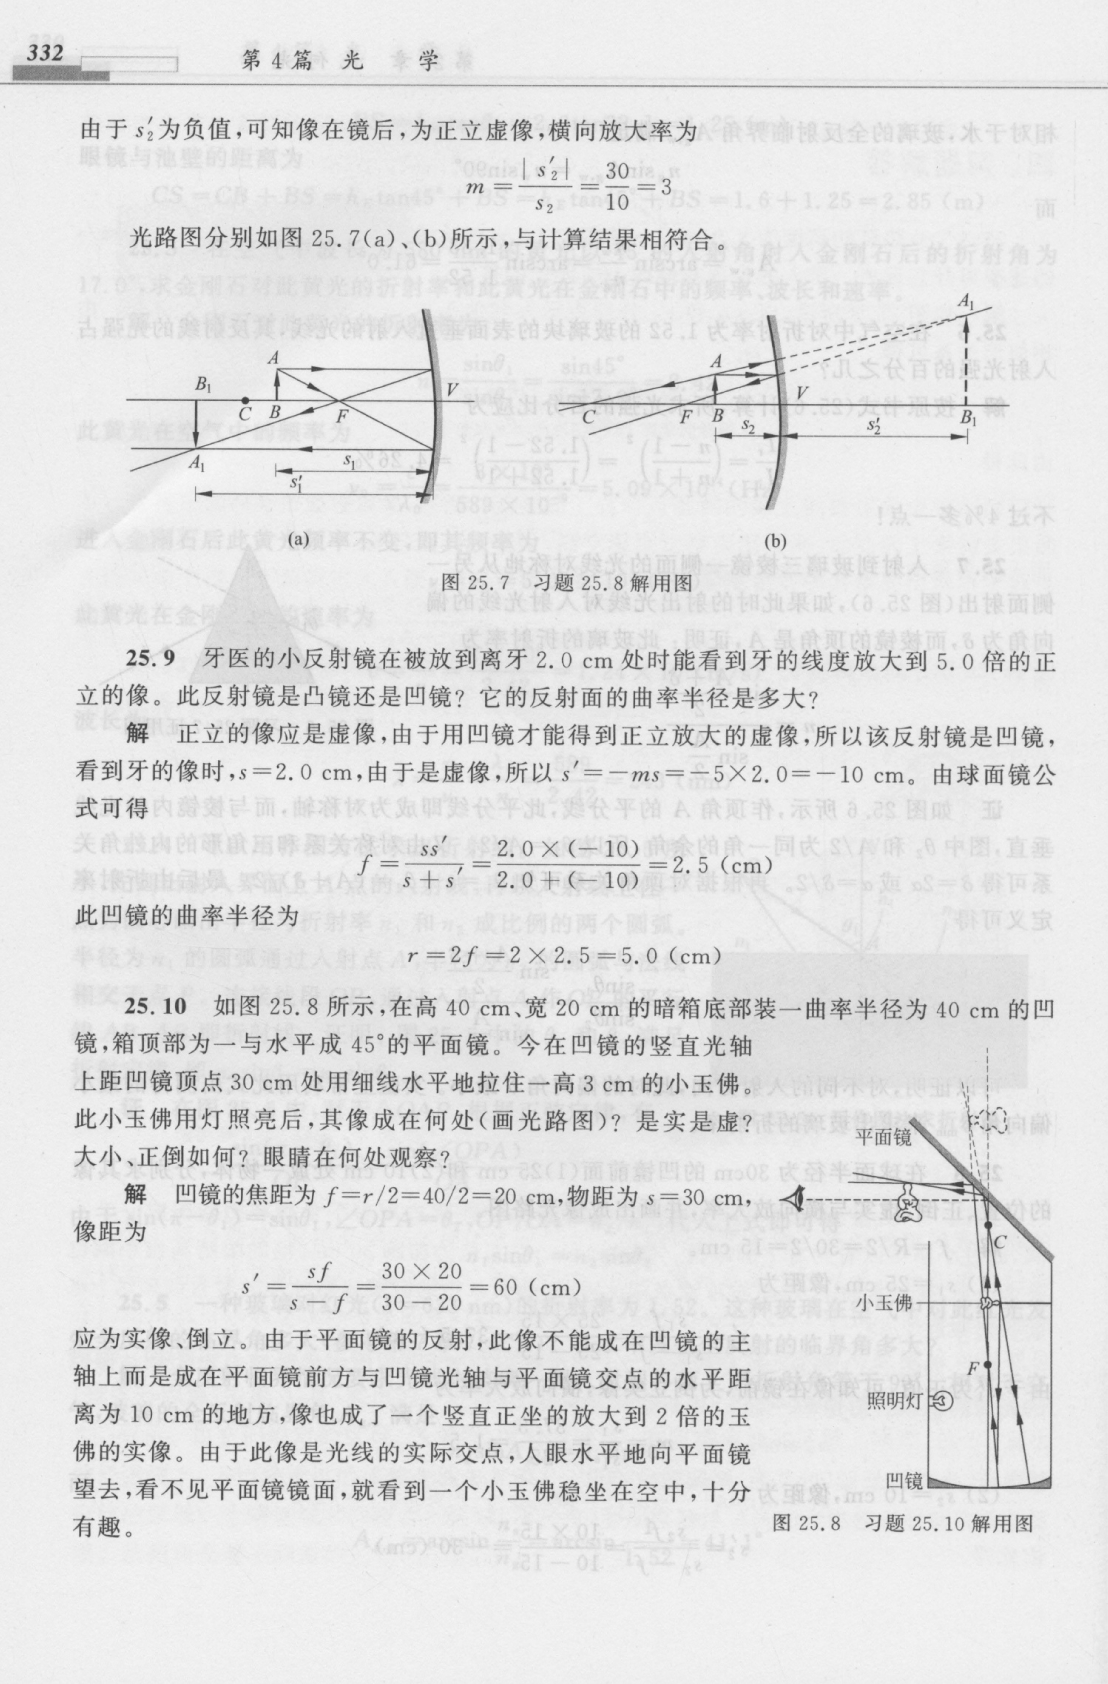 332
第 4 篇 光 学
由于 s₂′为负值,可知像在镜后,为正立虚像,横向放大率为
m = |s₂′| / s₂ = 30/10 = 3
光路图分别如图 25.7(a)、(b)所示,与计算结果相符合。
A
B₁
C B F V
A₁
s₁
s₁′
(a)
A₁
A
V
C F B B₁
s₂ s₂′
(b)
图 25.7 习题 25.8 解用图
25.9 牙医的小反射镜在被放到离牙 2.0 cm 处时能看到牙的线度放大到 5.0 倍的正
立的像。此反射镜是凸镜还是凹镜？它的反射面的曲率半径是多大？
解 正立的像应是虚像,由于用凹镜才能得到正立放大的虚像,所以该反射镜是凹镜,
看到牙的像时,s=2.0 cm,由于是虚像,所以 s′=−ms=−5×2.0=−10 cm。由球面镜公
式可得
f = ss′/(s+s′) = 2.0×(−10)/(2.0+(−10)) = 2.5 (cm)
此凹镜的曲率半径为
r=2f=2×2.5=5.0 (cm)
25.10 如图 25.8 所示,在高 40 cm、宽 20 cm 的暗箱底部装一曲率半径为 40 cm 的凹
镜,箱顶部为一与水平成 45°的平面镜。今在凹镜的竖直光轴
上距凹镜顶点 30 cm 处用细线水平地拉住一高 3 cm 的小玉佛。
此小玉佛用灯照亮后,其像成在何处(画光路图)？是实是虚？
大小、正倒如何？眼睛在何处观察？
解 凹镜的焦距为 f=r/2=40/2=20 cm,物距为 s=30 cm,
像距为
s′ = sf/(s−f) = 30×20/(30−20) = 60 (cm)
应为实像、倒立。由于平面镜的反射,此像不能成在凹镜的主
轴上而是成在平面镜前方与凹镜光轴与平面镜交点的水平距
离为 10 cm 的地方,像也成了一个竖直正坐的放大到 2 倍的玉
佛的实像。由于此像是光线的实际交点,人眼水平地向平面镜
望去,看不见平面镜镜面,就看到一个小玉佛稳坐在空中,十分
有趣。
平面镜
C
小玉佛
F
照明灯
凹镜
图 25.8 习题 25.10 解用图